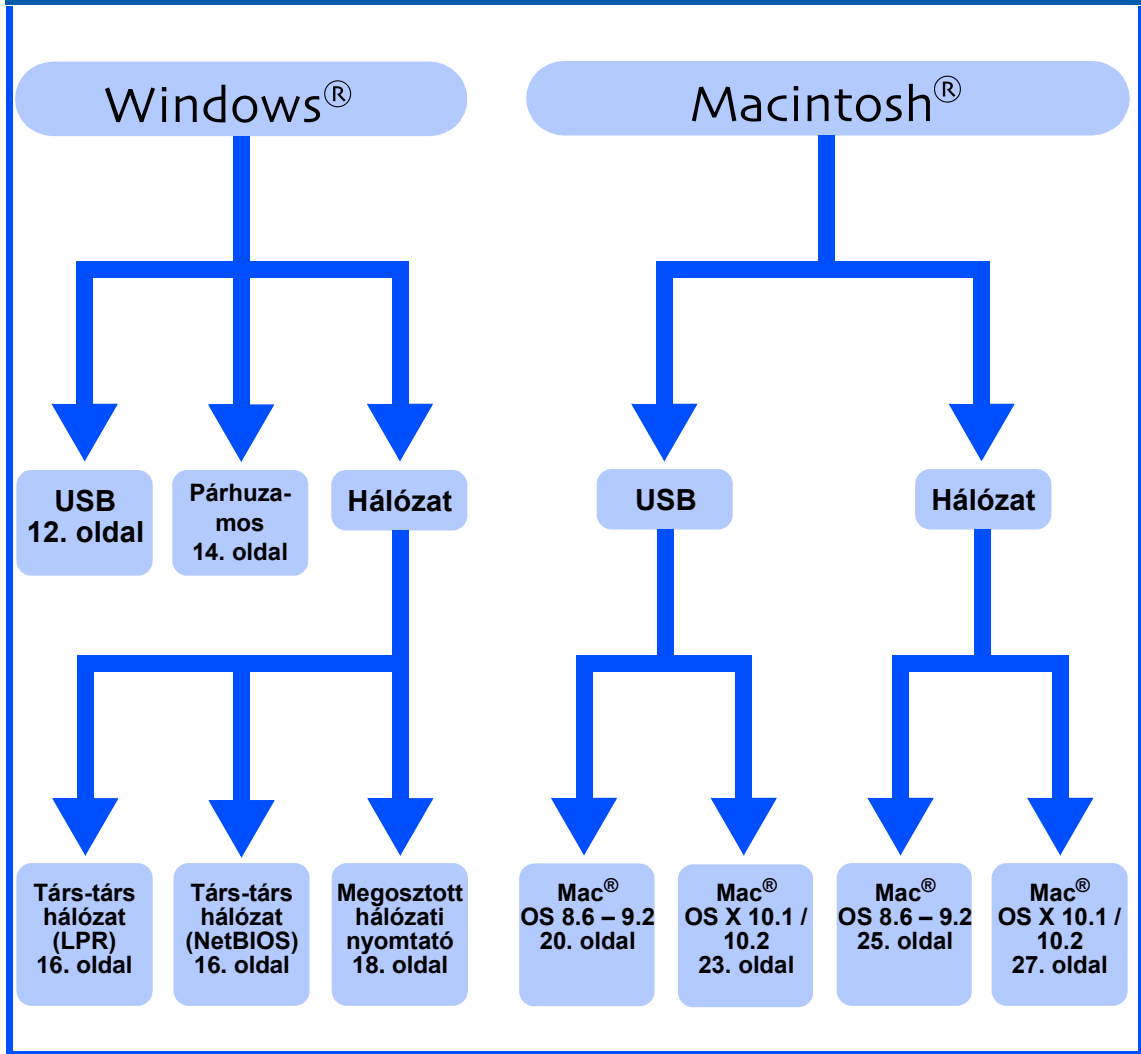 Windows®
Macintosh®
USB
12. oldal
Párhuza-
mos
14. oldal
Hálózat
USB
Hálózat
Társ-társ
hálózat
(LPR)
16. oldal
Társ-társ
hálózat
(NetBIOS)
16. oldal
Megosztott
hálózati
nyomtató
18. oldal
Mac®
OS 8.6 – 9.2
20. oldal
Mac®
OS X 10.1 /
10.2
23. oldal
Mac®
OS 8.6 – 9.2
25. oldal
Mac®
OS X 10.1 /
10.2
27. oldal